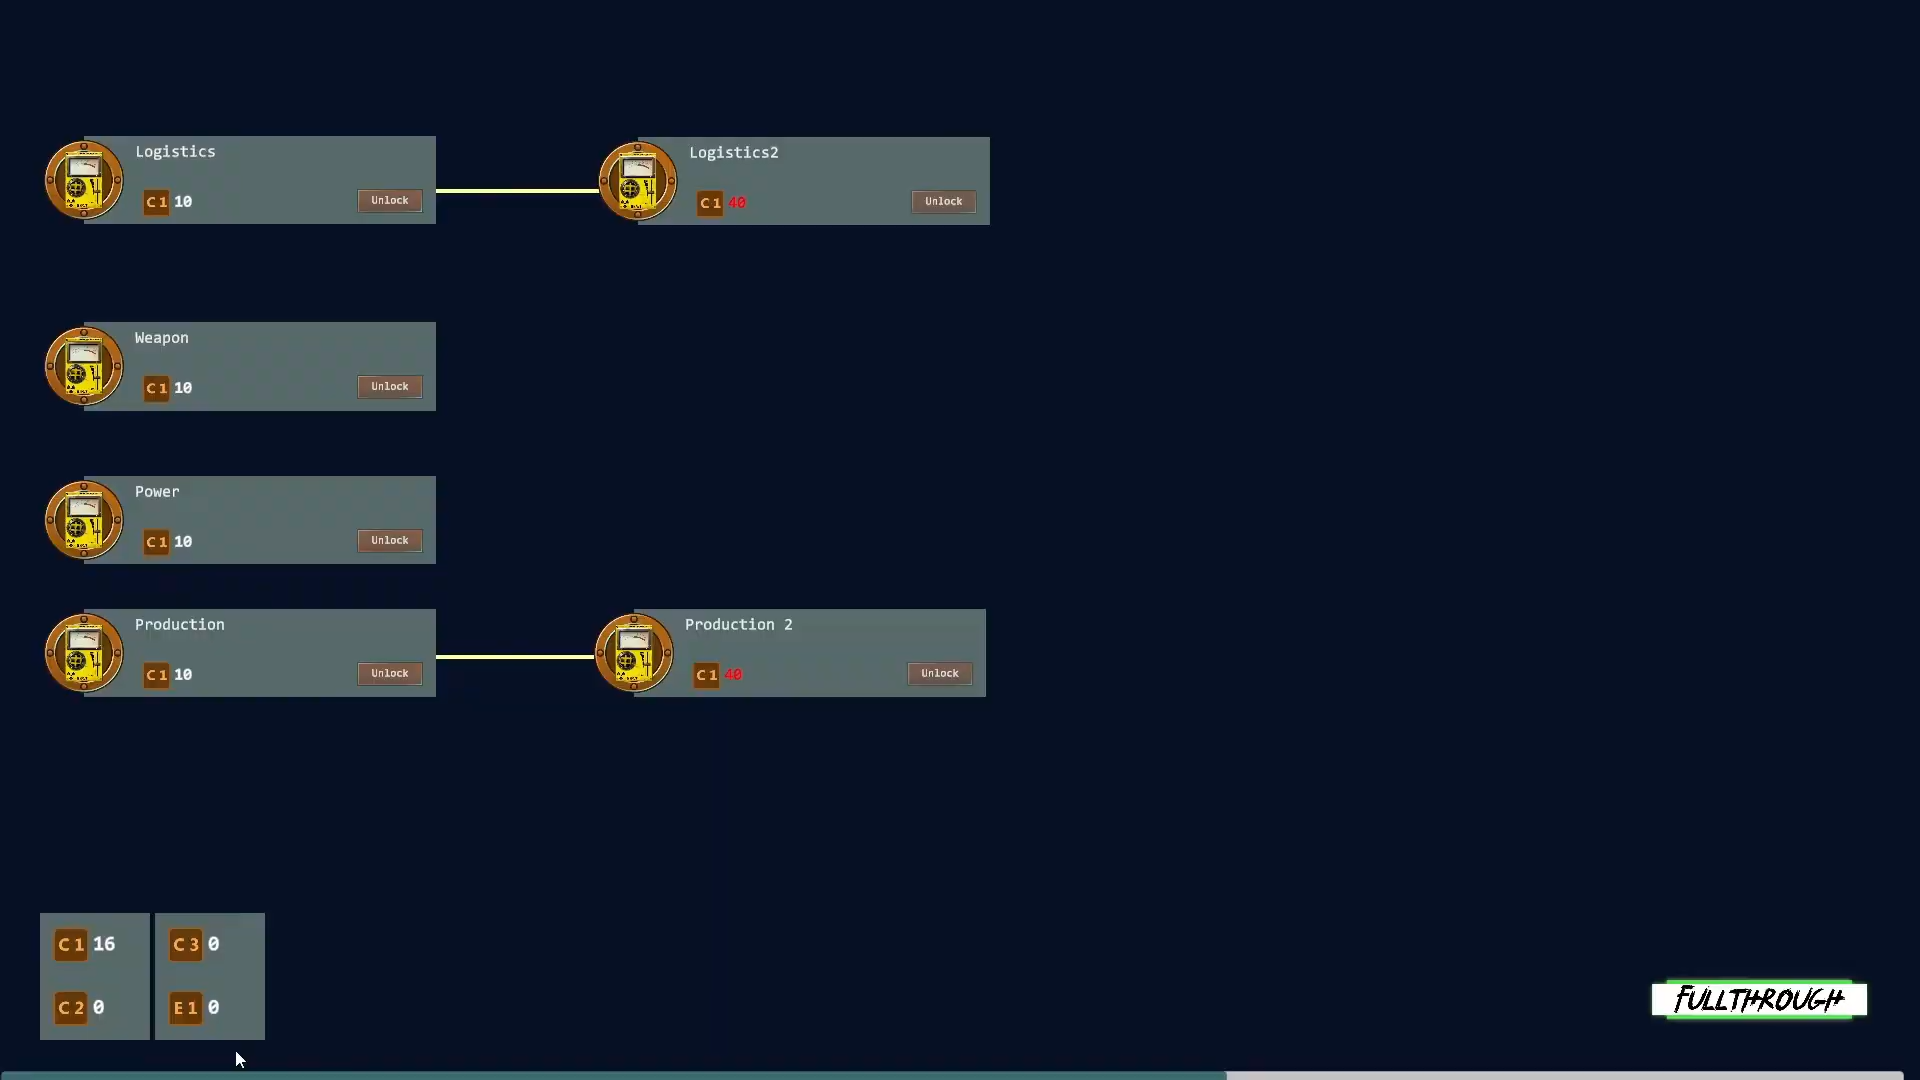 Logistics
C1 10 Unlock
Logistics2
C1 40 Unlock
Weapon
C1 10 Unlock
Power
C1 10 Unlock
Production
C1 10 Unlock
Production 2
C1 40 Unlock
C1 16
C3 0
C2 0
E1 0
FULLTHROUGH